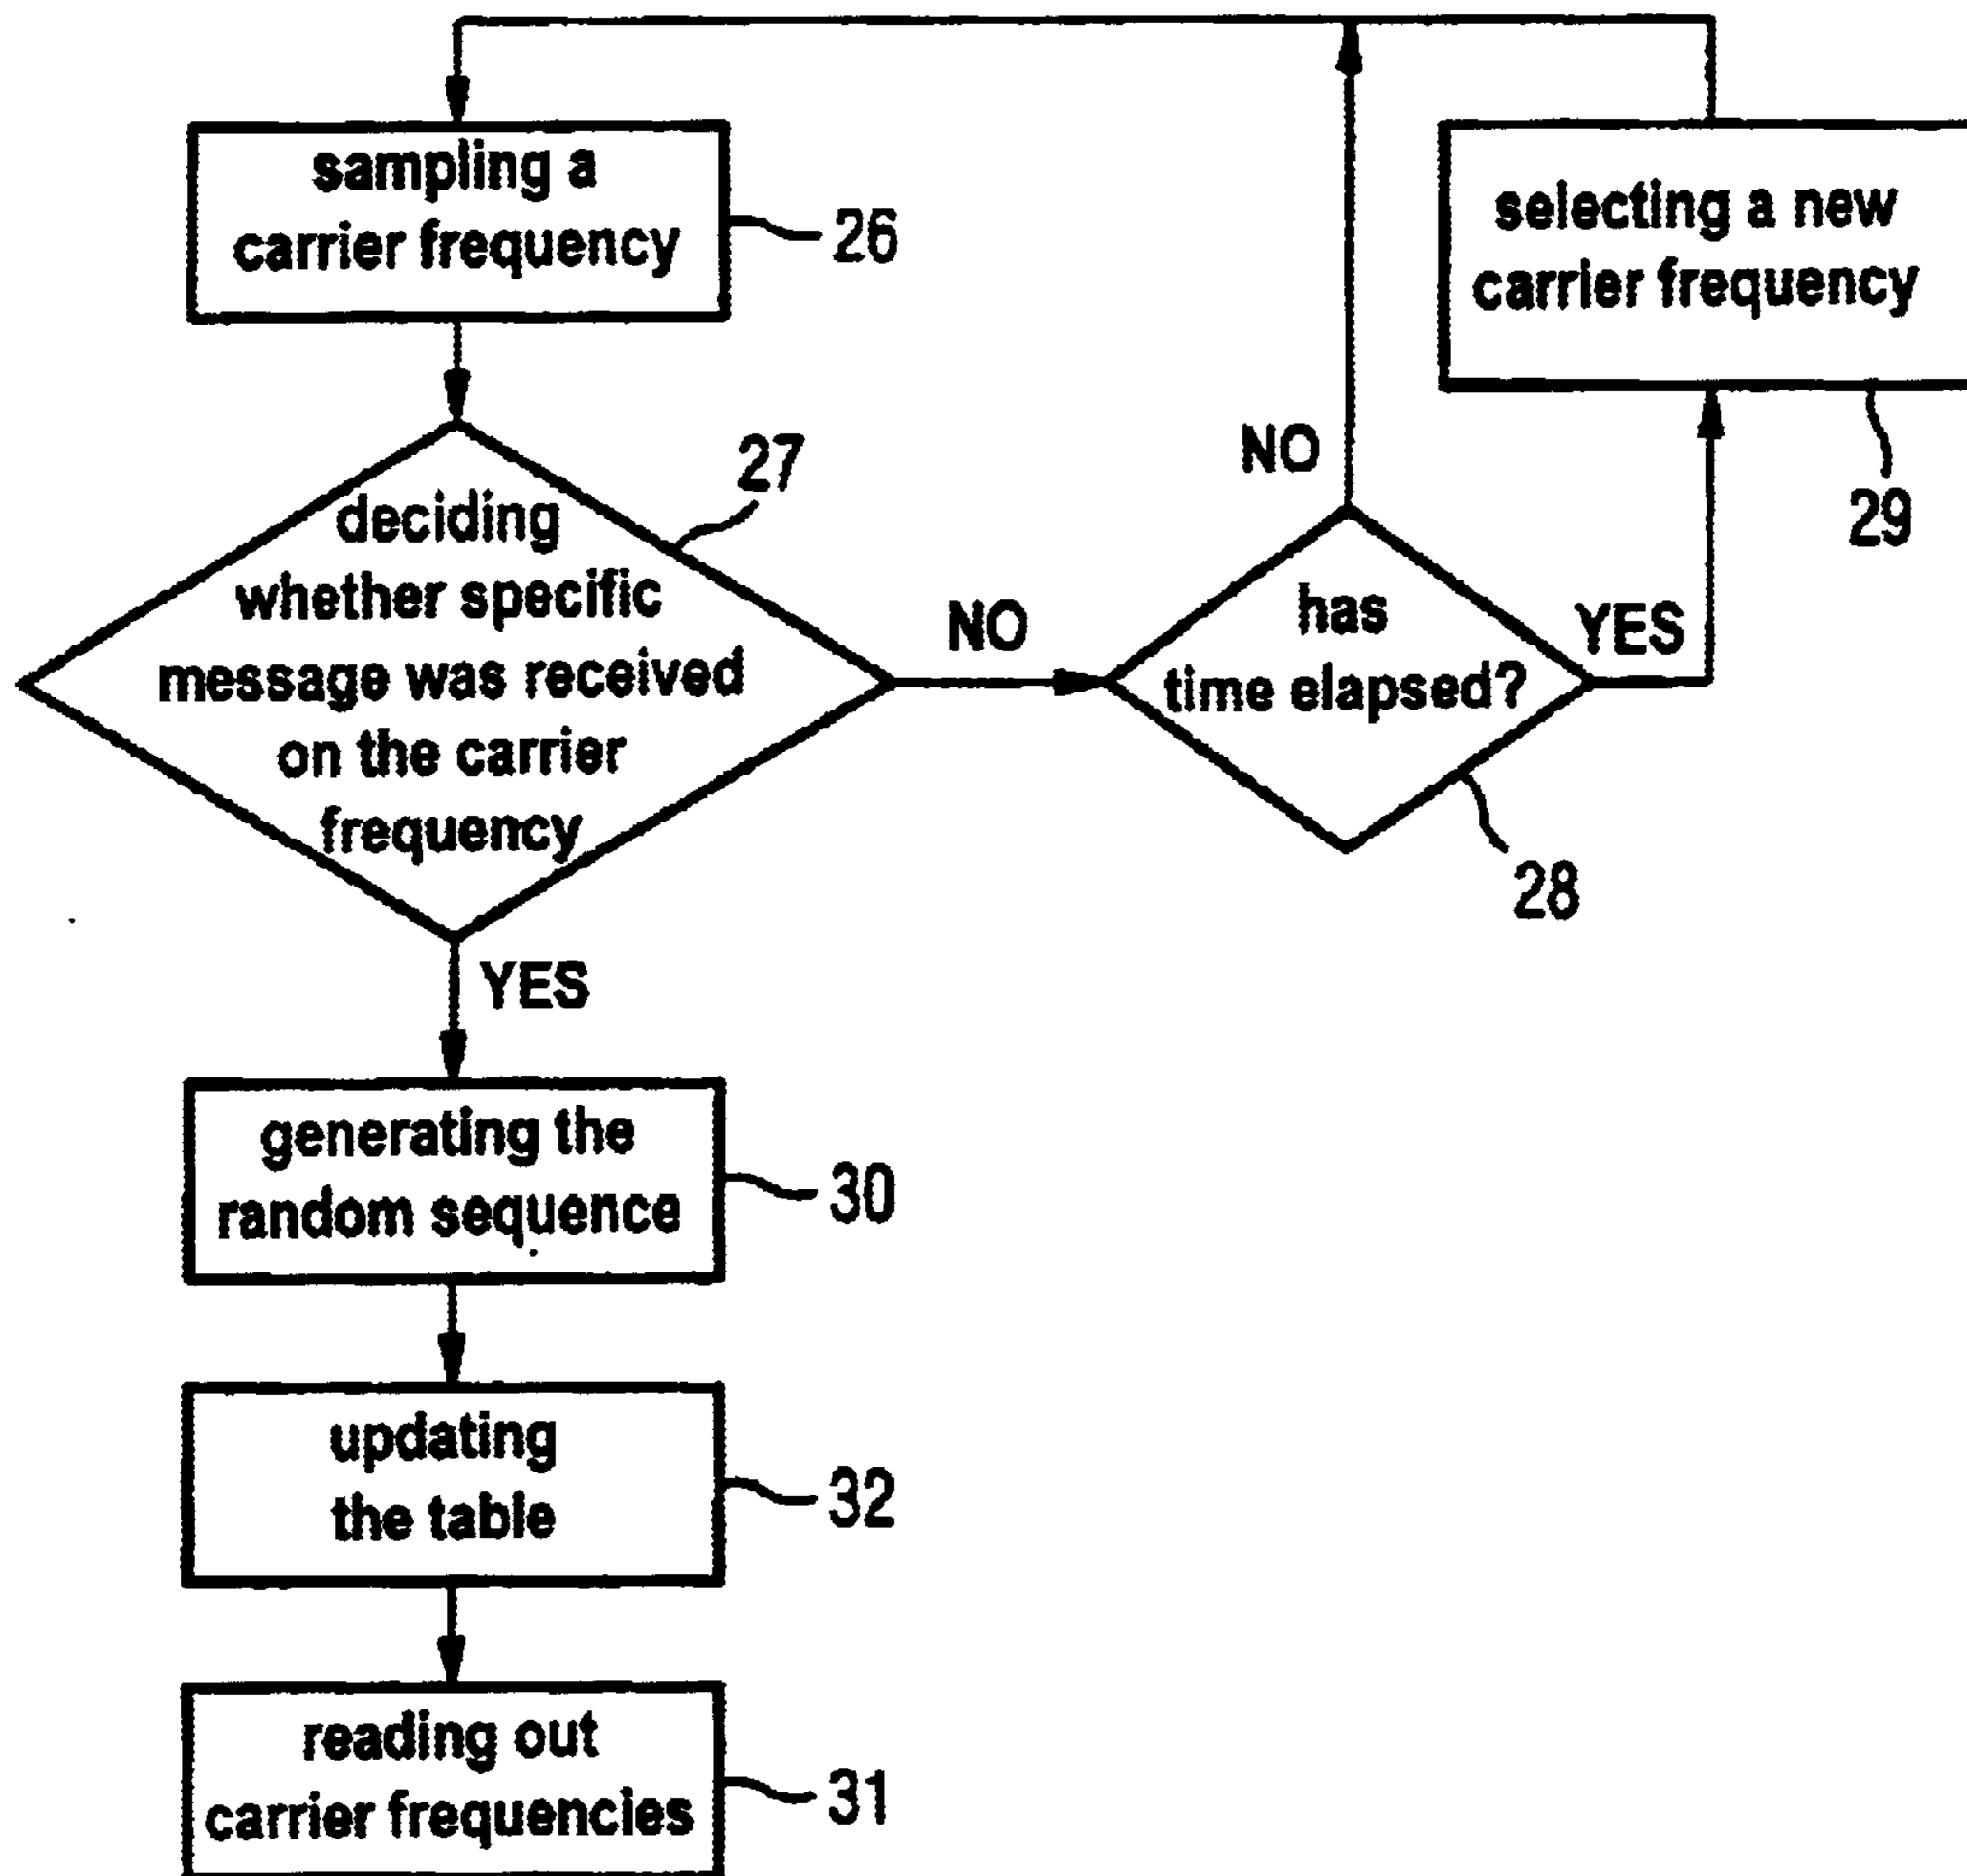 sampling a
carrier frequency
26
selecting a new
carrier frequency
29
27
deciding
whether specific
message was received
on the carrier
frequency
NO
NO
has
time elapsed?
YES
28
YES
generating the
random sequence
30
updating
the table
32
reading out
carrier frequencies
31